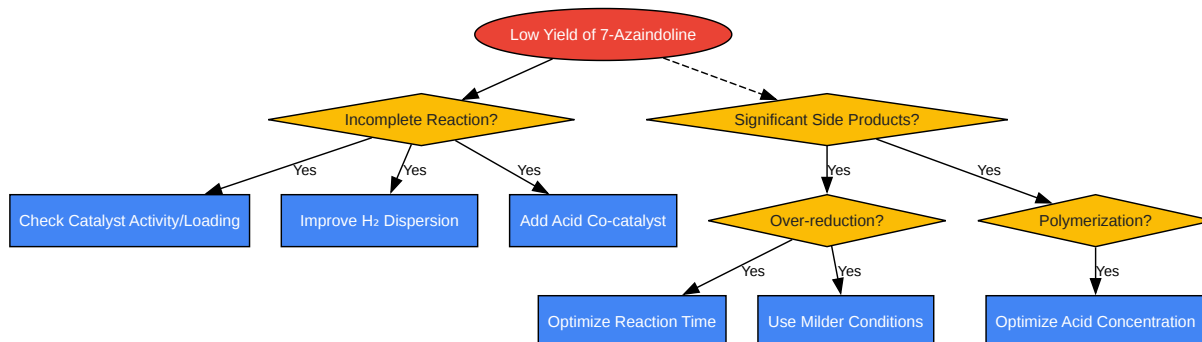 Low Yield of 7-Azaindoline
Incomplete Reaction?
Significant Side Products?
Yes
Yes
Yes
Yes
Yes
Check Catalyst Activity/Loading
Improve H₂ Dispersion
Add Acid Co-catalyst
Over-reduction?
Polymerization?
Yes
Yes
Yes
Optimize Reaction Time
Use Milder Conditions
Optimize Acid Concentration